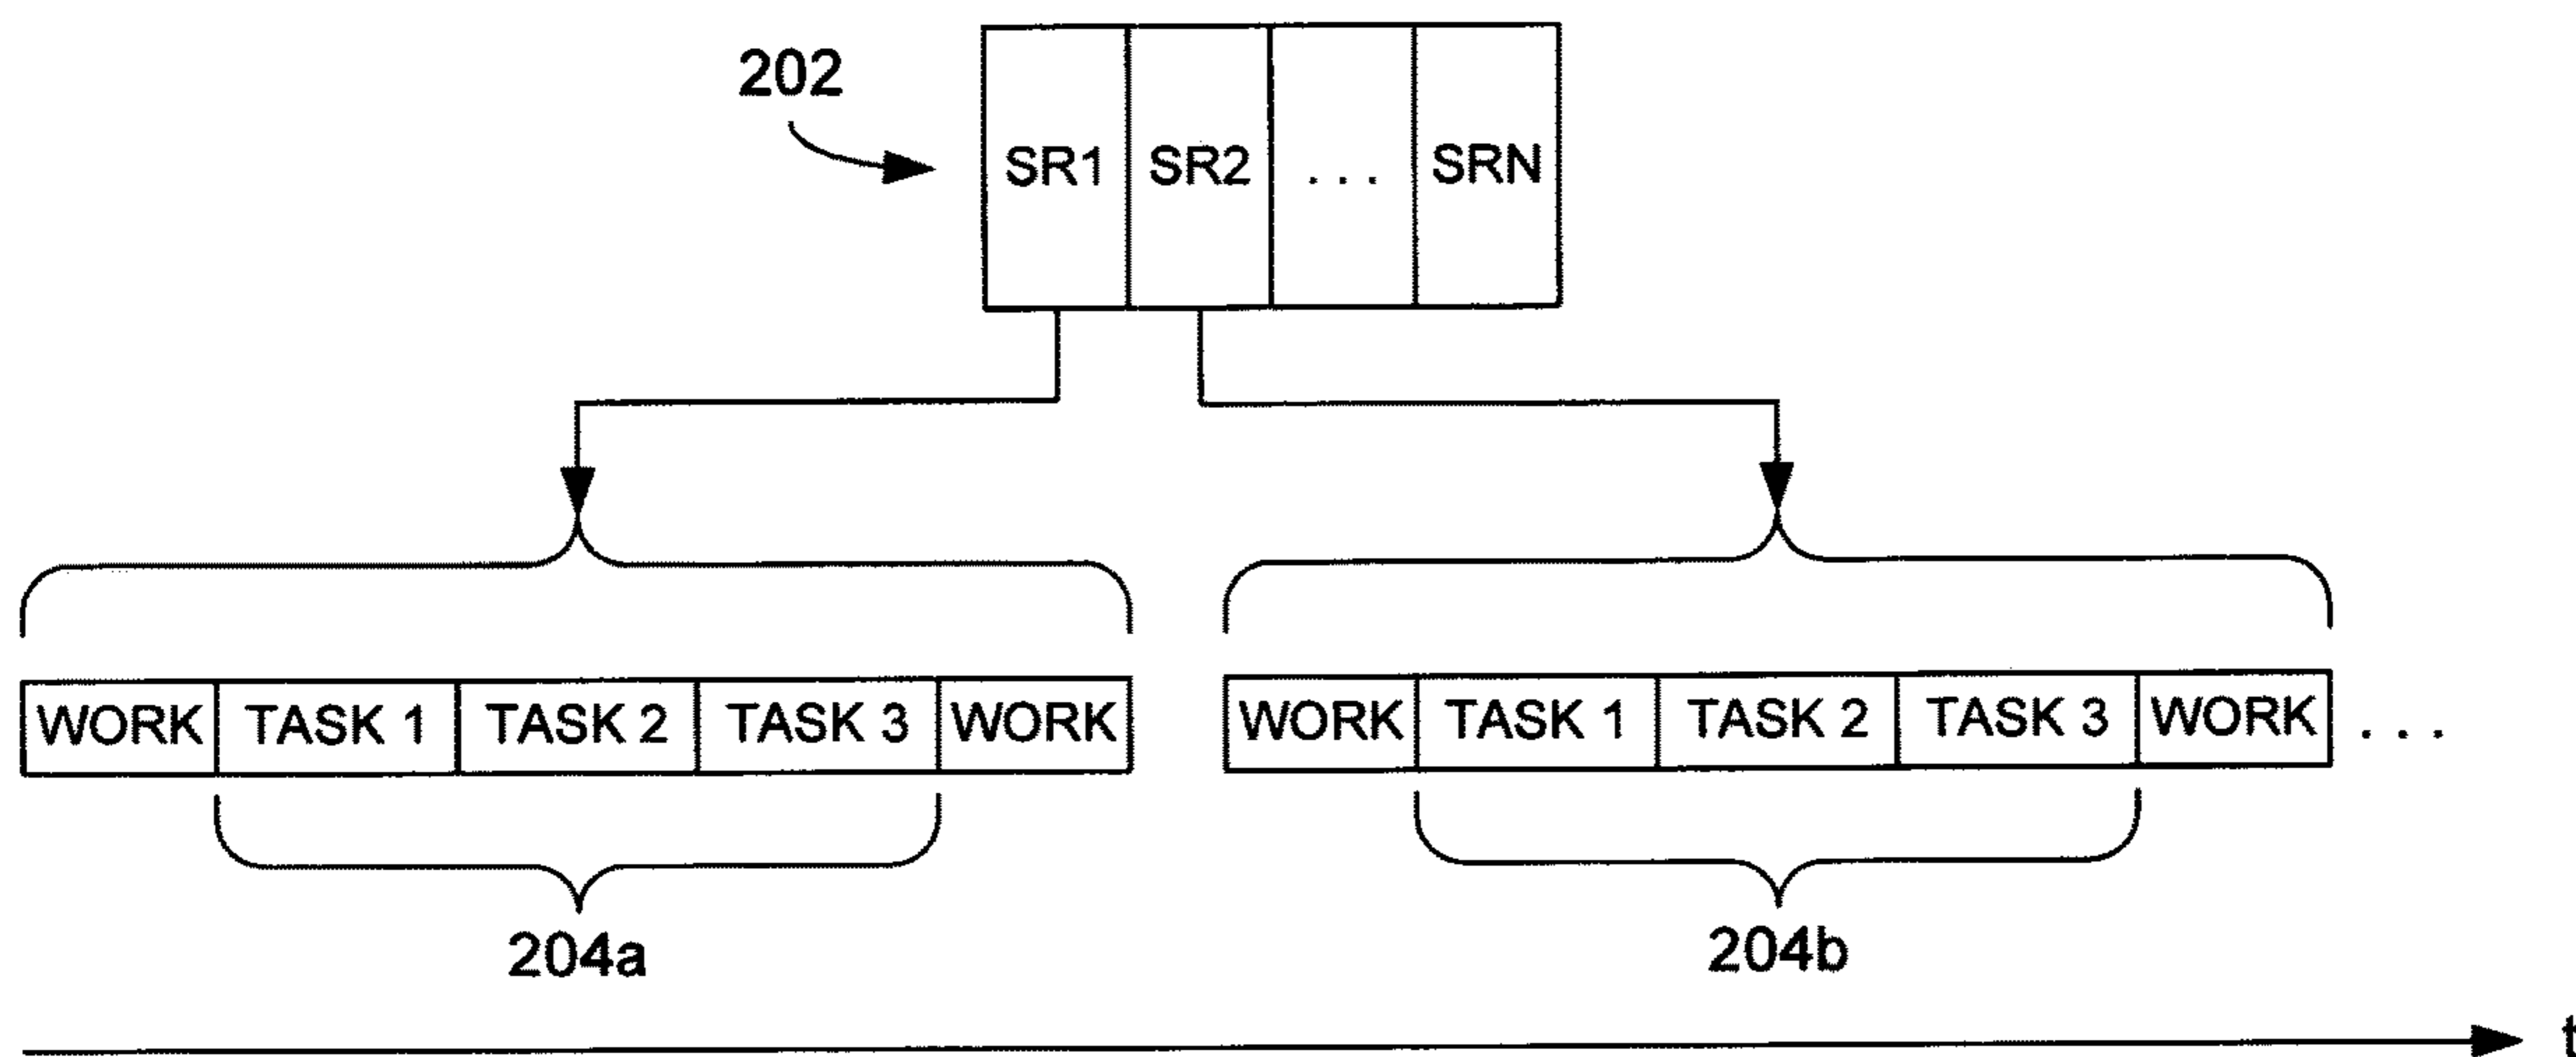 202
SR1 SR2 . . . SRN
WORK TASK 1 TASK 2 TASK 3 WORK WORK TASK 1 TASK 2 TASK 3 WORK . . .
204a 204b
t